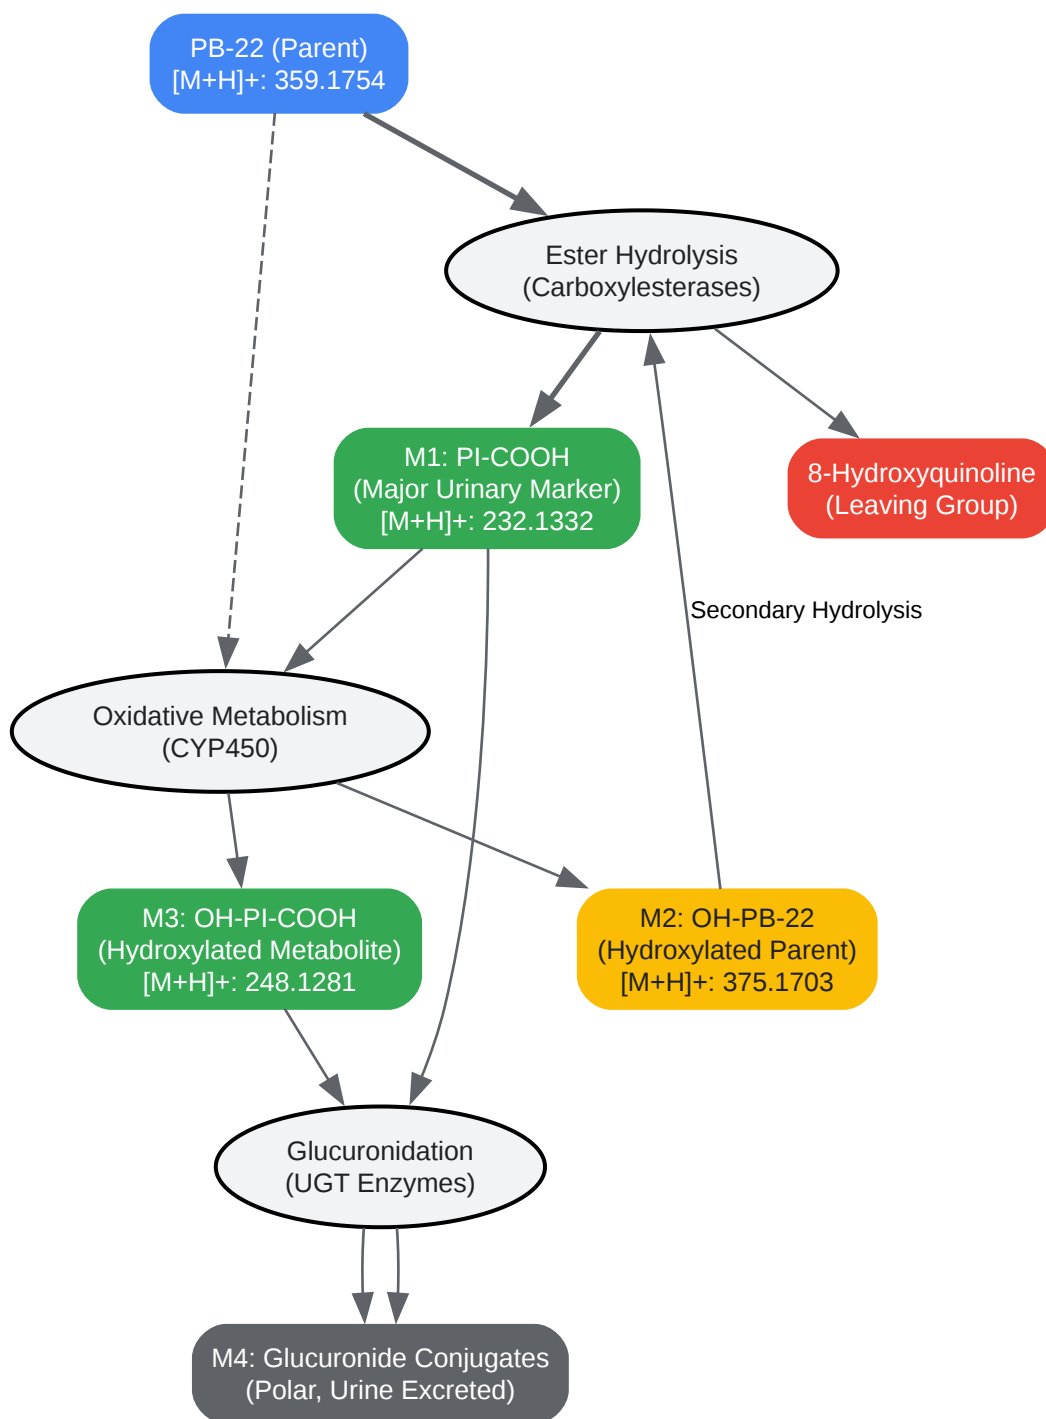 PB-22 (Parent)
[M+H]+: 359.1754
Ester Hydrolysis
(Carboxylesterases)
M1: PI-COOH
(Major Urinary Marker)
[M+H]+: 232.1332
8-Hydroxyquinoline
(Leaving Group)
Secondary Hydrolysis
Oxidative Metabolism
(CYP450)
M3: OH-PI-COOH
(Hydroxylated Metabolite)
[M+H]+: 248.1281
M2: OH-PB-22
(Hydroxylated Parent)
[M+H]+: 375.1703
Glucuronidation
(UGT Enzymes)
M4: Glucuronide Conjugates
(Polar, Urine Excreted)